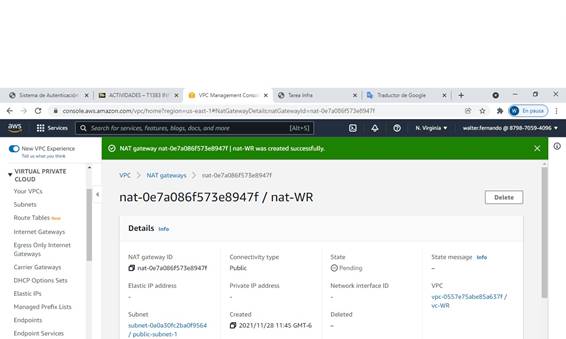 Sistema de Autenticación
ACTIVIDADES – T1383
VPC Management Conso
Tarea Infra
Traductor de Google
console.aws.amazon.com/vpc/home?region=us-east-1#NatGatewayDetails:natGatewayId=nat-0e7a086f573e8947f
W En pausa
aws Services Search for services, features, blogs, docs, and more [Alt+S] N. Virginia walter.fernando @ 8798-7059-4096
New VPC Experience
Tell us what you think
NAT gateway nat-0e7a086f573e8947f | nat-WR was created successfully.
VIRTUAL PRIVATE
CLOUD
Your VPCs
Subnets
Route Tables New
Internet Gateways
Egress Only Internet
Gateways
Carrier Gateways
DHCP Options Sets
Elastic IPs
Managed Prefix Lists
Endpoints
Endpoint Services
VPC > NAT gateways > nat-0e7a086f573e8947f
nat-0e7a086f573e8947f / nat-WR
Delete
Details Info
NAT gateway ID
nat-0e7a086f573e8947f
Connectivity type
Public
State
Pending
State message Info
–
Elastic IP address
-
Private IP address
-
Network interface ID
-
VPC
vpc-0557e75abe85a637f /
vc-WR
Subnet
subnet-0a0a30fc2ba0f9564
/ public-subnet-1
Created
2021/11/28 11:45 GMT-6
Deleted
–